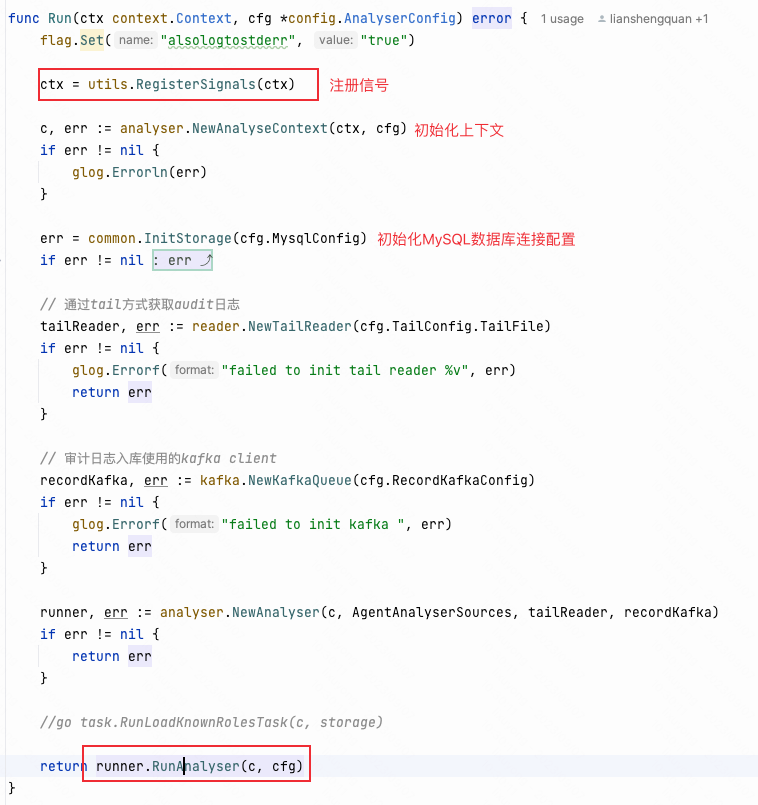 func Run(ctx context.Context, cfg *config.AnalyserConfig) error { 1 usage lianshengquan +1
flag.Set( name: "alsologtostderr", value: "true")
ctx = utils.RegisterSignals(ctx) 注册信号
c, err := analyser.NewAnalyseContext(ctx, cfg) 初始化上下文
if err != nil {
glog.Errorln(err)
}
err = common.InitStorage(cfg.MysqlConfig) 初始化MySQL数据库连接配置
if err != nil : err ⤴
// 通过tail方式获取audit日志
tailReader, err := reader.NewTailReader(cfg.TailConfig.TailFile)
if err != nil {
glog.Errorf( format: "failed to init tail reader %v", err)
return err
}
// 审计日志入库使用的kafka client
recordKafka, err := kafka.NewKafkaQueue(cfg.RecordKafkaConfig)
if err != nil {
glog.Errorf( format: "failed to init kafka ", err)
return err
}
runner, err := analyser.NewAnalyser(c, AgentAnalyserSources, tailReader, recordKafka)
if err != nil {
return err
}
//go task.RunLoadKnownRolesTask(c, storage)
return runner.RunAnalyser(c, cfg)
}